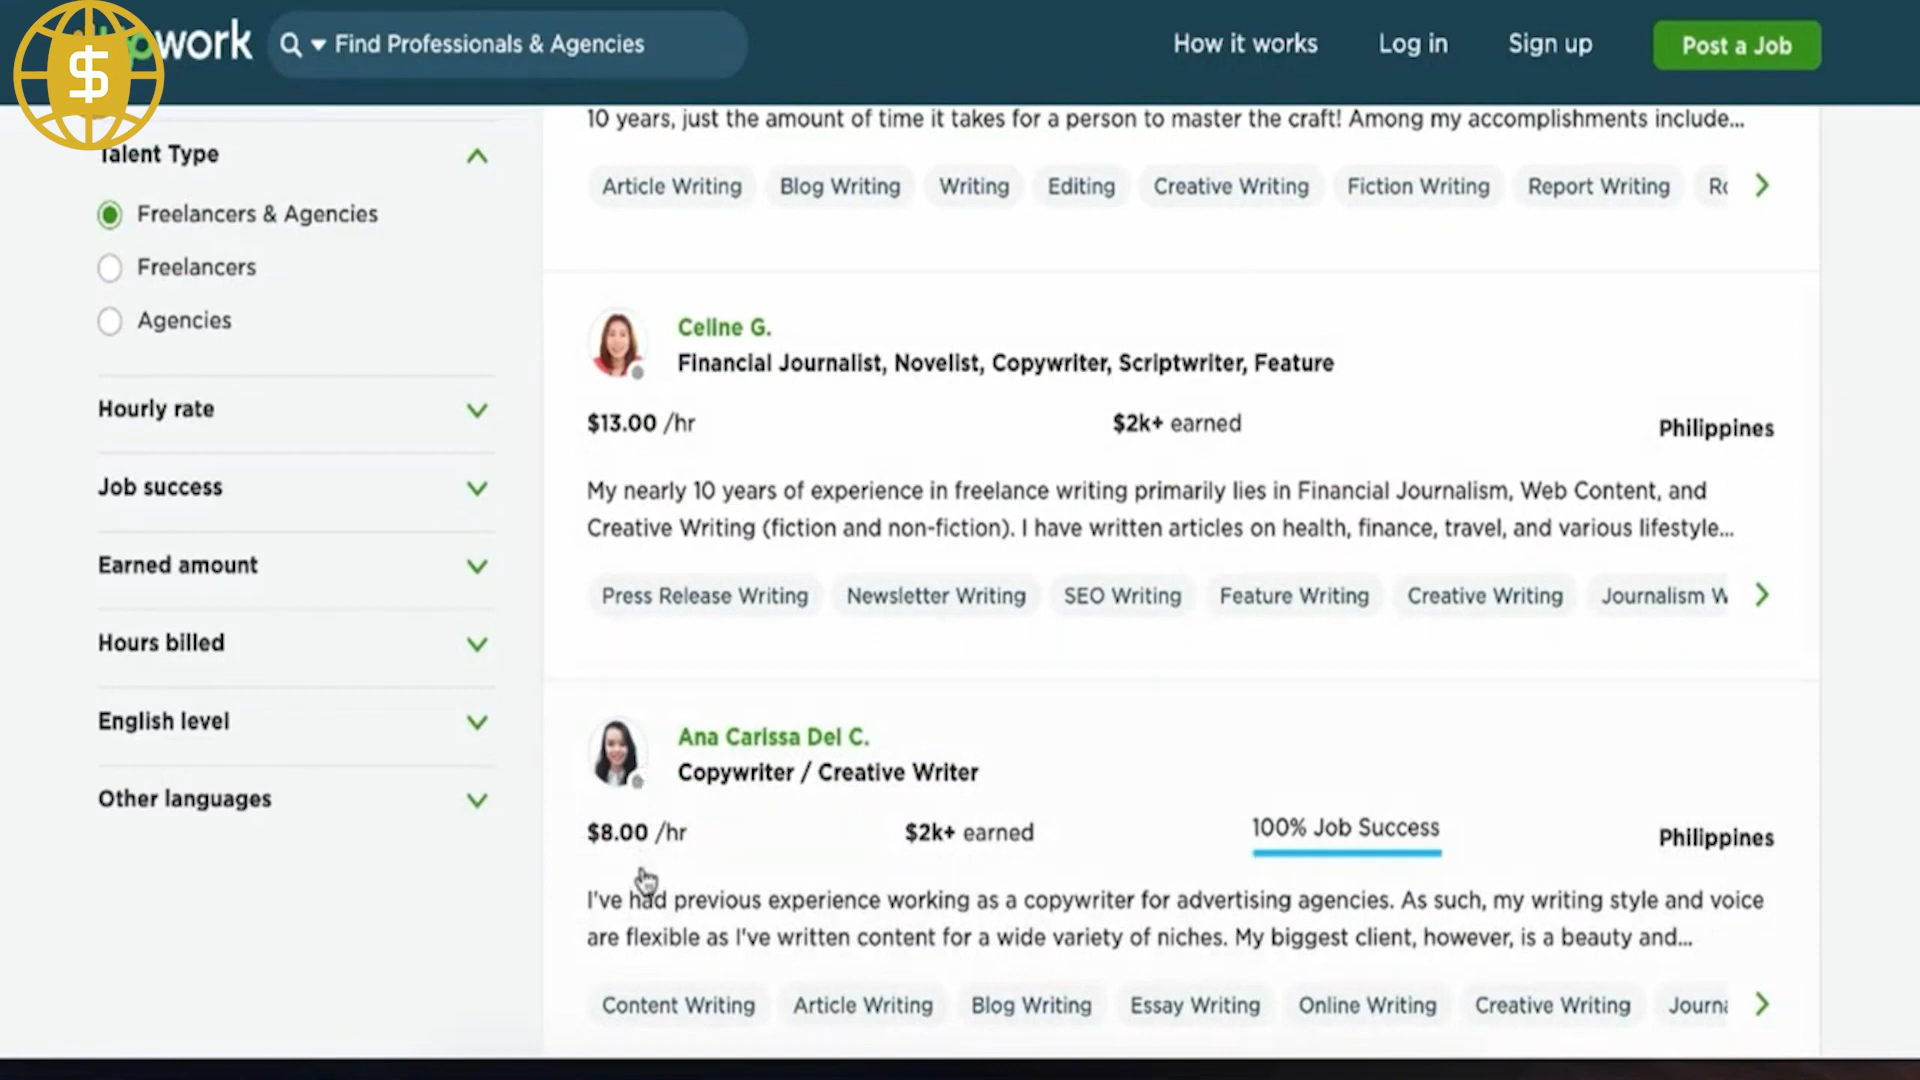 work
Find Professionals & Agencies
How it works
Log in
Sign up
Post a Job
$
Talent Type
Freelancers & Agencies
Freelancers
Agencies
Hourly rate
Job success
Earned amount
Hours billed
English level
Other languages
10 years, just the amount of time it takes for a person to master the craft! Among my accomplishments include...
Article Writing Blog Writing Writing Editing Creative Writing Fiction Writing Report Writing
Celine G.
Financial Journalist, Novelist, Copywriter, Scriptwriter, Feature
$13.00 /hr $2k+ earned Philippines
My nearly 10 years of experience in freelance writing primarily lies in Financial Journalism, Web Content, and
Creative Writing (fiction and non-fiction). I have written articles on health, finance, travel, and various lifestyle...
Press Release Writing Newsletter Writing SEO Writing Feature Writing Creative Writing Journalism W
Ana Carissa Del C.
Copywriter / Creative Writer
$8.00 /hr $2k+ earned 100% Job Success Philippines
I've had previous experience working as a copywriter for advertising agencies. As such, my writing style and voice
are flexible as I've written content for a wide variety of niches. My biggest client, however, is a beauty and...
Content Writing Article Writing Blog Writing Essay Writing Online Writing Creative Writing Journa